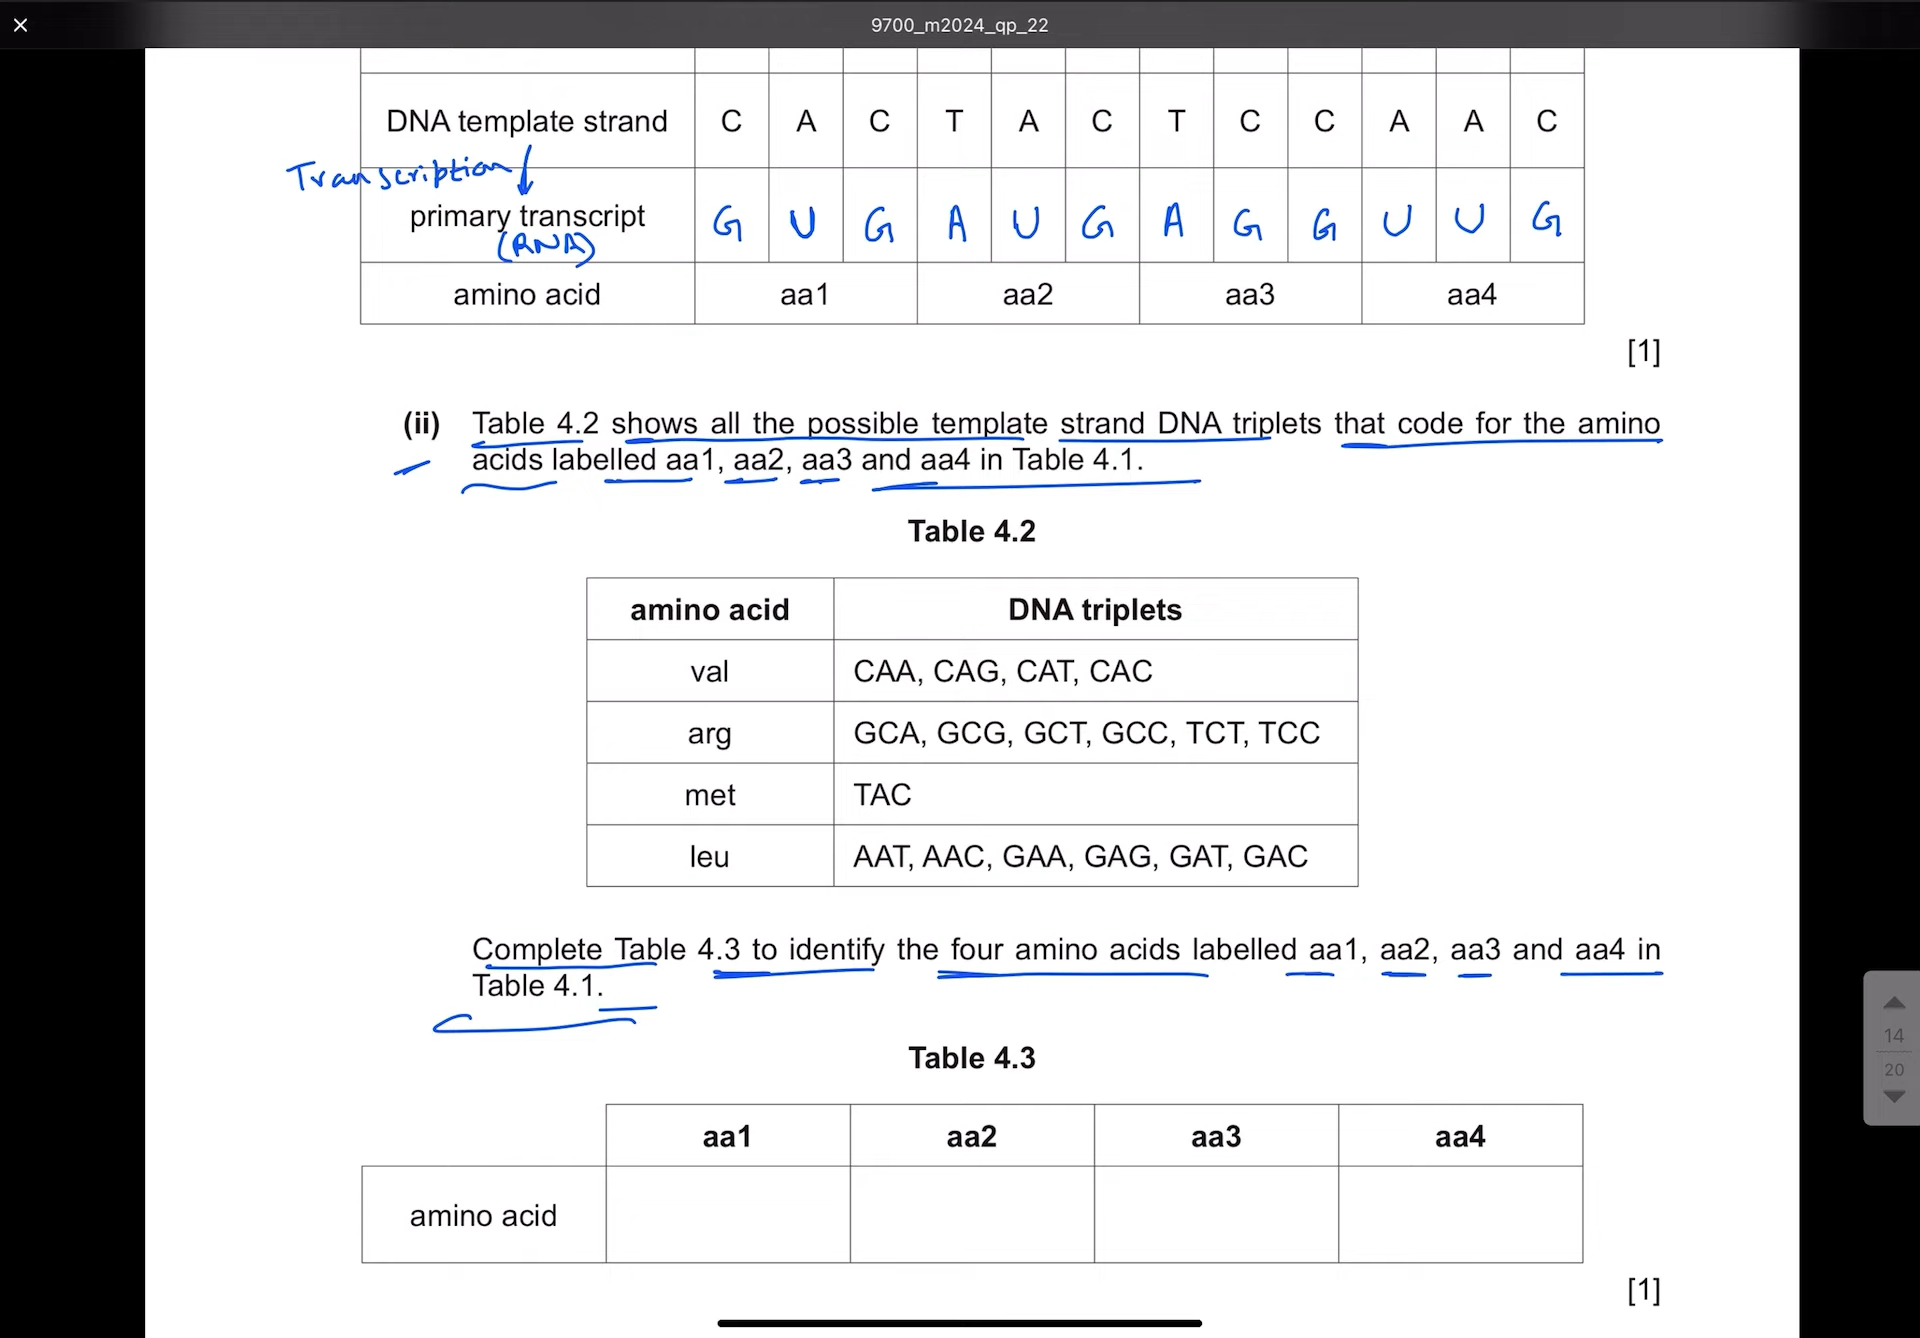 9700_m2024_qp_22
DNA template strand C A C T A C T C C A A C
Transcription
primary transcript G U G A U G A G G U U G
(RNA)
amino acid aa1 aa2 aa3 aa4
[1]
(ii) Table 4.2 shows all the possible template strand DNA triplets that code for the amino
acids labelled aa1, aa2, aa3 and aa4 in Table 4.1.
Table 4.2
amino acid DNA triplets
val CAA, CAG, CAT, CAC
arg GCA, GCG, GCT, GCC, TCT, TCC
met TAC
leu AAT, AAC, GAA, GAG, GAT, GAC
Complete Table 4.3 to identify the four amino acids labelled aa1, aa2, aa3 and aa4 in
Table 4.1.
14
20
Table 4.3
aa1 aa2 aa3 aa4
amino acid
[1]